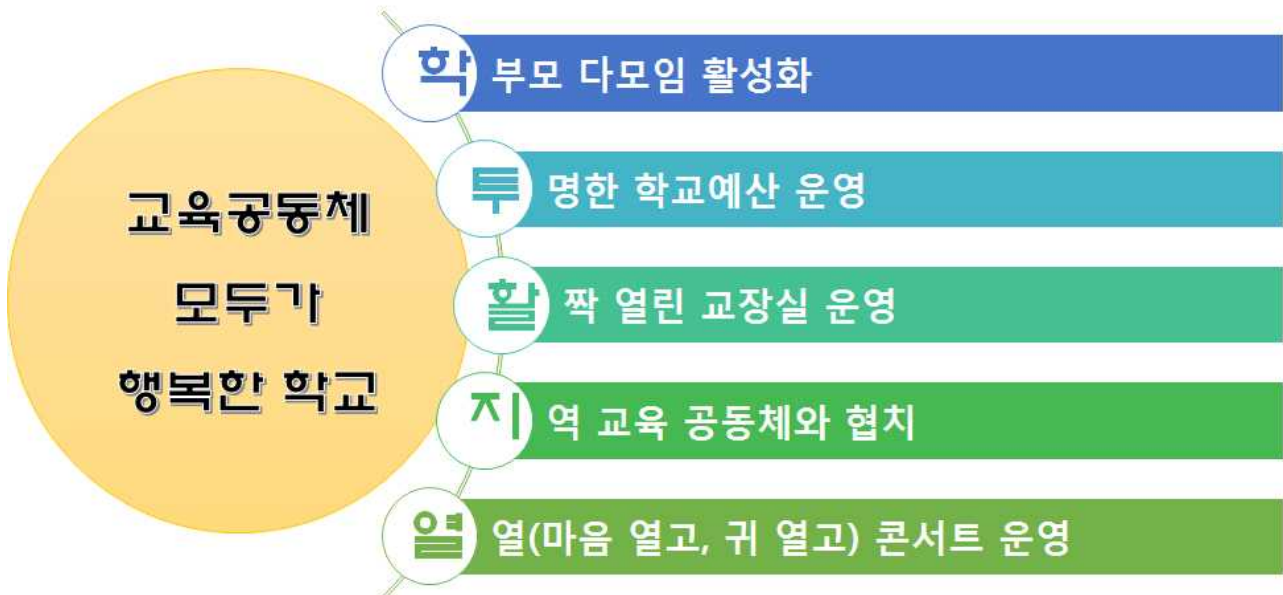 교육공동체
모두가
행복한 학교
학부모 다모임 활성화
투명한 학교예산 운영
활짝 열린 교장실 운영
지역 교육 공동체와 협치
열열(마음 열고, 귀 열고) 콘서트 운영